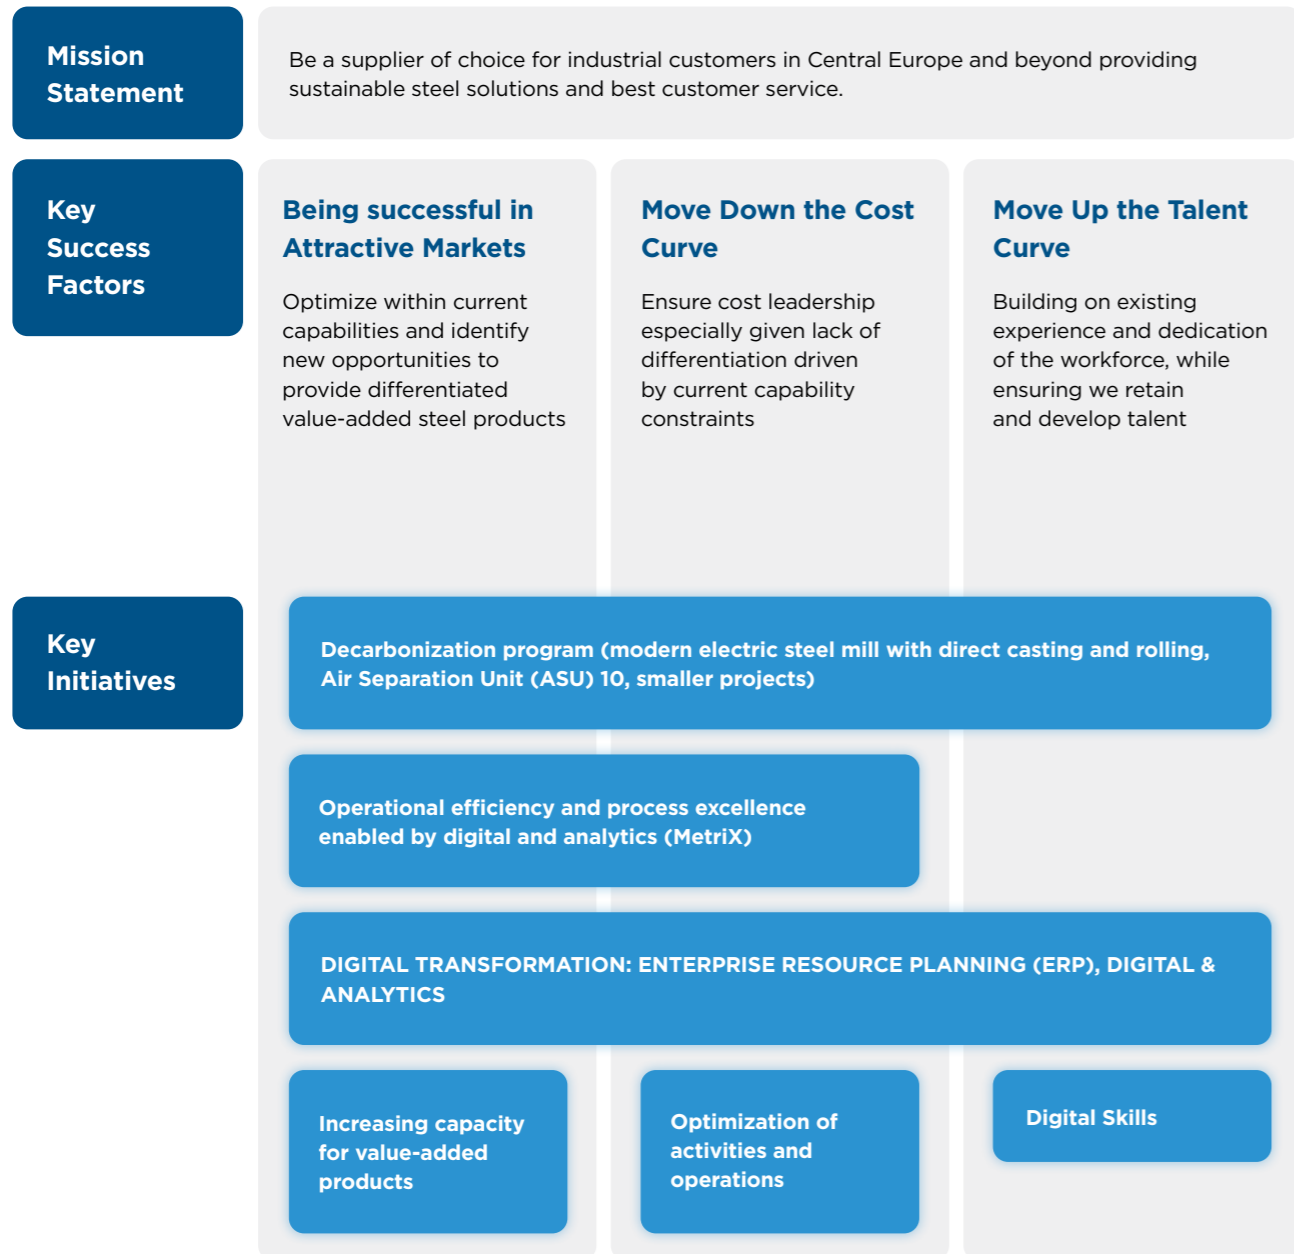 Mission
Statement
Be a supplier of choice for industrial customers in Central Europe and beyond providing
sustainable steel solutions and best customer service.
Key
Success
Factors
Being successful in
Attractive Markets
Optimize within current
capabilities and identify
new opportunities to
provide differentiated
value-added steel products
Move Down the Cost
Curve
Ensure cost leadership
especially given lack of
differentiation driven
by current capability
constraints
Move Up the Talent
Curve
Building on existing
experience and dedication
of the workforce, while
ensuring we retain
and develop talent
Key
Initiatives
Decarbonization program (modern electric steel mill with direct casting and rolling,
Air Separation Unit (ASU) 10, smaller projects)
Operational efficiency and process excellence
enabled by digital and analytics (MetriX)
DIGITAL TRANSFORMATION: ENTERPRISE RESOURCE PLANNING (ERP), DIGITAL &
ANALYTICS
Increasing capacity
for value-added
products
Optimization of
activities and
operations
Digital Skills